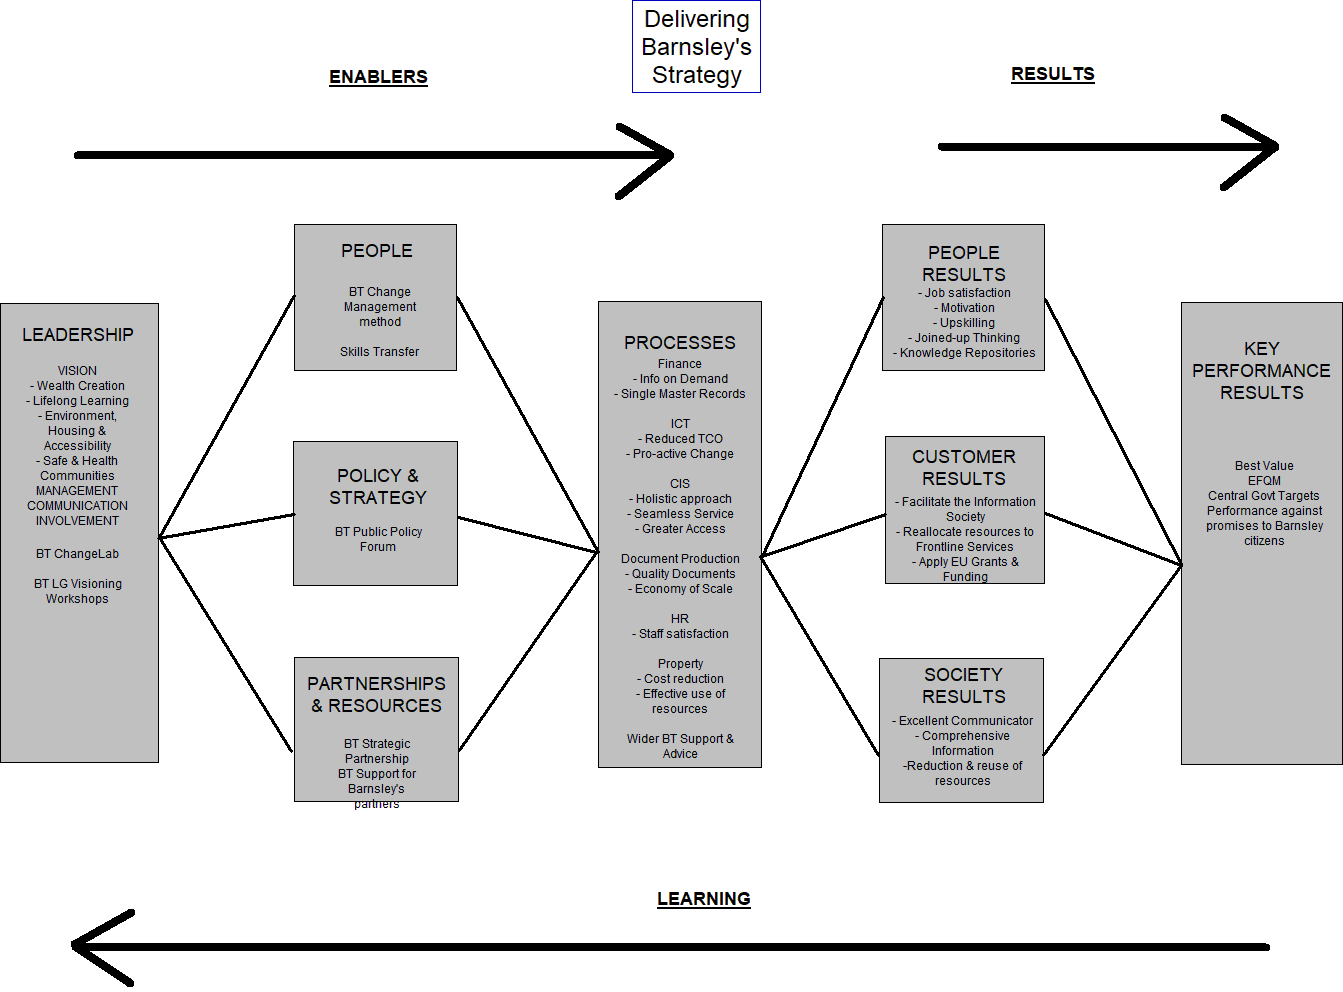 Delivering
Barnsley's
Strategy
ENABLERS
RESULTS
LEADERSHIP
VISION
- Wealth Creation
- Lifelong Learning
- Environment,
Housing &
Accessibility
- Safe & Health
Communities
MANAGEMENT
COMMUNICATION
INVOLVEMENT
BT ChangeLab
BT LG Visioning
Workshops
PEOPLE
BT Change
Management
method
Skills Transfer
POLICY &
STRATEGY
BT Public Policy
Forum
PARTNERSHIPS
& RESOURCES
BT Strategic
Partnership
BT Support for
Barnsley's
partners
PROCESSES
Finance
- Info on Demand
- Single Master Records
ICT
- Reduced TCO
- Pro-active Change
CIS
- Holistic approach
- Seamless Service
- Greater Access
Document Production
- Quality Documents
- Economy of Scale
HR
- Staff satisfaction
Property
- Cost reduction
- Effective use of
resources
Wider BT Support &
Advice
PEOPLE
RESULTS
- Job satisfaction
- Motivation
- Upskilling
- Joined-up Thinking
- Knowledge Repositories
CUSTOMER
RESULTS
- Facilitate the Information
Society
- Reallocate resources to
Frontline Services
- Apply EU Grants &
Funding
SOCIETY
RESULTS
- Excellent Communicator
- Comprehensive
Information
-Reduction & reuse of
resources
KEY
PERFORMANCE
RESULTS
Best Value
EFQM
Central Govt Targets
Performance against
promises to Barnsley
citizens
LEARNING